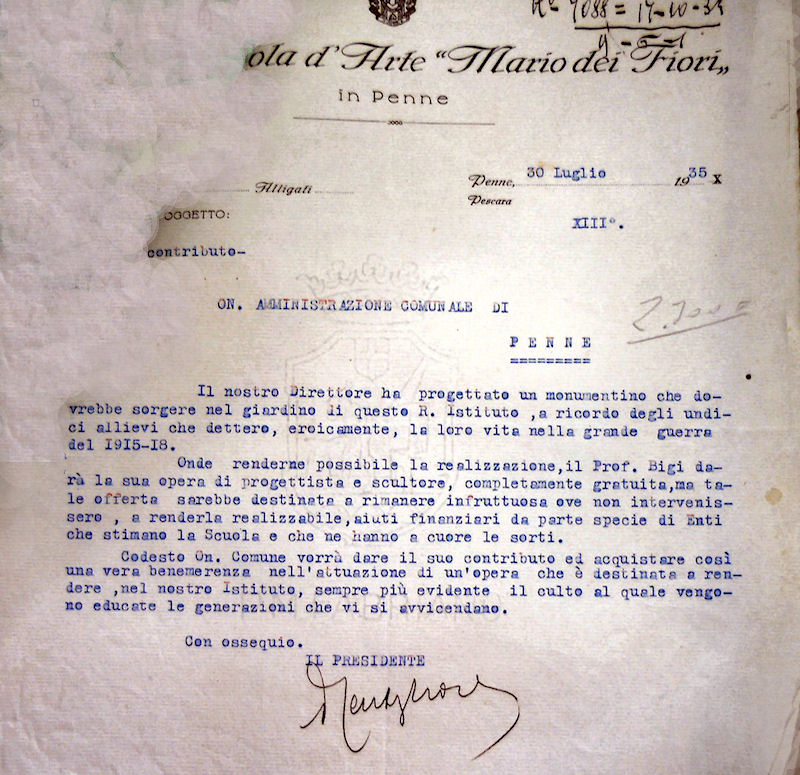 N° 7088 = 17-10-35
9-5-1
ola d'Arte "Mario dei Fiori„
in Penne
Alligati
Penne, 30 Luglio 1935 X
Pescara
OGGETTO:
XIII°.
contributo-
ON. AMMINISTRAZIONE COMUNALE DI
2.300
P E N N E
=========
Il nostro Direttore ha progettato un monumentino che do-
vrebbe sorgere nel giardino di questo R. Istituto ,a ricordo degli undi-
ci allievi che dettero, eroicamente, la loro vita nella grande guerra
del 1915-18.
Onde renderne possibile la realizzazione,il Prof. Bigi da-
rà la sua opera di progettista e scultore, completamente gratuita,ma ta-
le offerta sarebbe destinata a rimanere infruttuosa ove non intervenis-
sero , a renderla realizzabile,aiuti finanziari da parte specie di Enti
che stimano la Scuola e che ne hanno a cuore le sorti.
Codesto On. Comune vorrà dare il suo contributo ed acquistare così
una vera benemerenza nell'attuazione di un'opera che è destinata a ren-
dere ,nel nostro Istituto, sempre più evidente il culto al quale vengo-
no educate le generazioni che vi si avvicendano.
Con ossequio.
IL PRESIDENTE